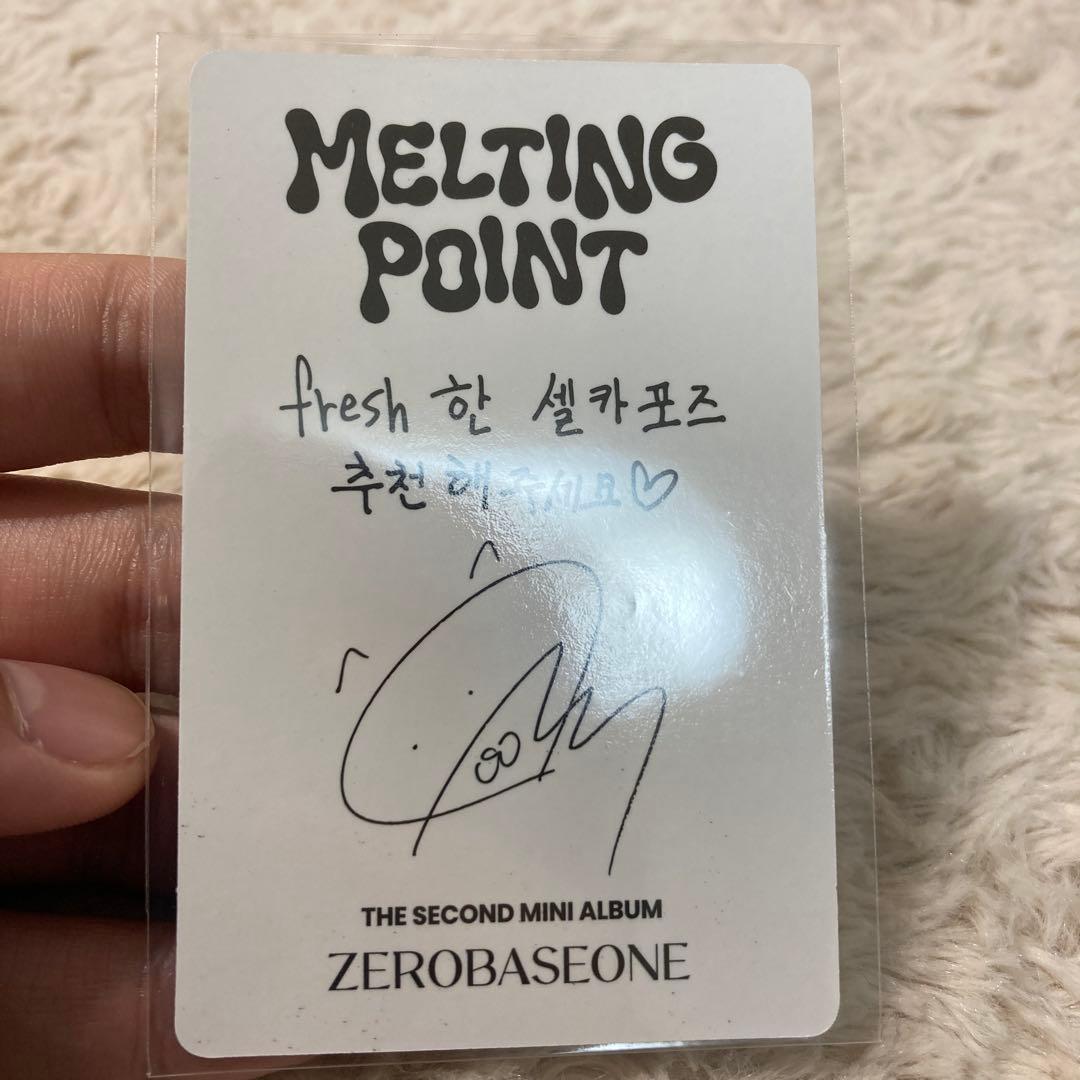 MELTING
POINT
fresh 한 셀카포즈
추천해주세요♡
THE SECOND MINI ALBUM
ZEROBASEONE